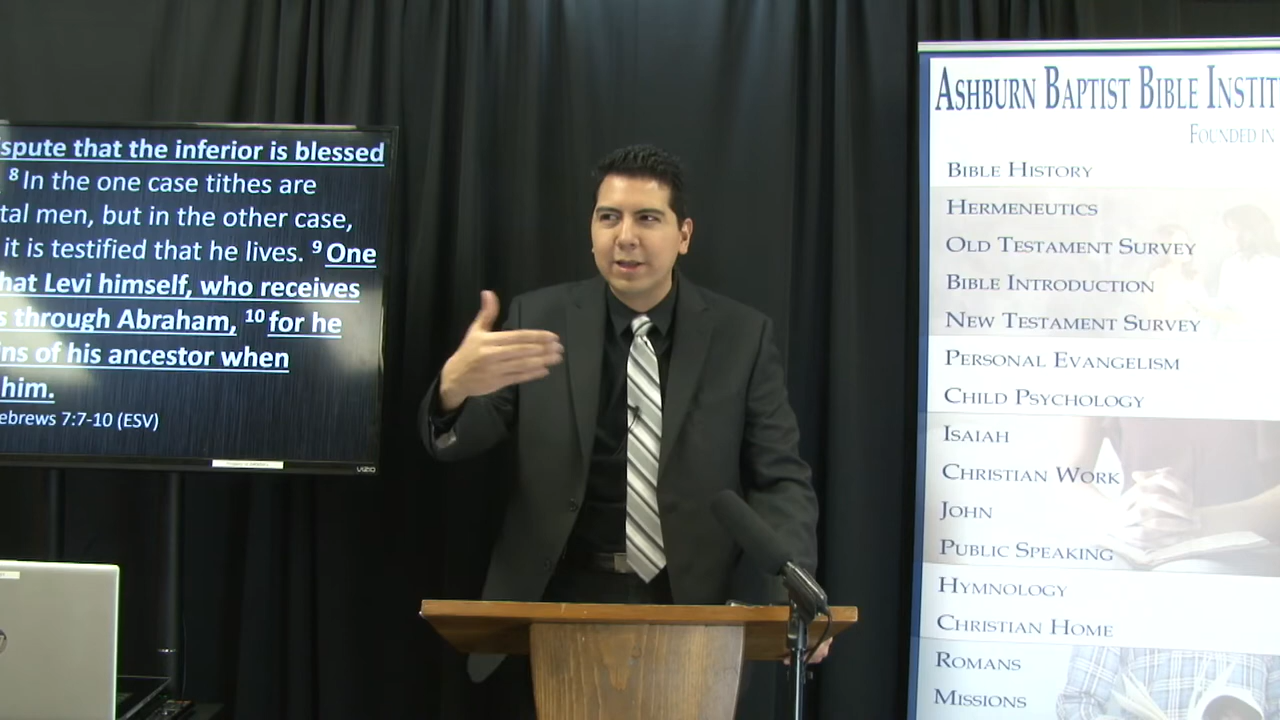 spute that the inferior is blessed
8 In the one case tithes are
tal men, but in the other case,
it is testified that he lives. 9 One
hat Levi himself, who receives
s through Abraham, 10 for he
ins of his ancestor when
him.
ebrews 7:7-10 (ESV)
VIZIO
ASHBURN BAPTIST BIBLE INSTIT
FOUNDED IN
BIBLE HISTORY
HERMENEUTICS
OLD TESTAMENT SURVEY
BIBLE INTRODUCTION
NEW TESTAMENT SURVEY
PERSONAL EVANGELISM
CHILD PSYCHOLOGY
ISAIAH
CHRISTIAN WORK
JOHN
PUBLIC SPEAKING
HYMNOLOGY
CHRISTIAN HOME
ROMANS
MISSIONS